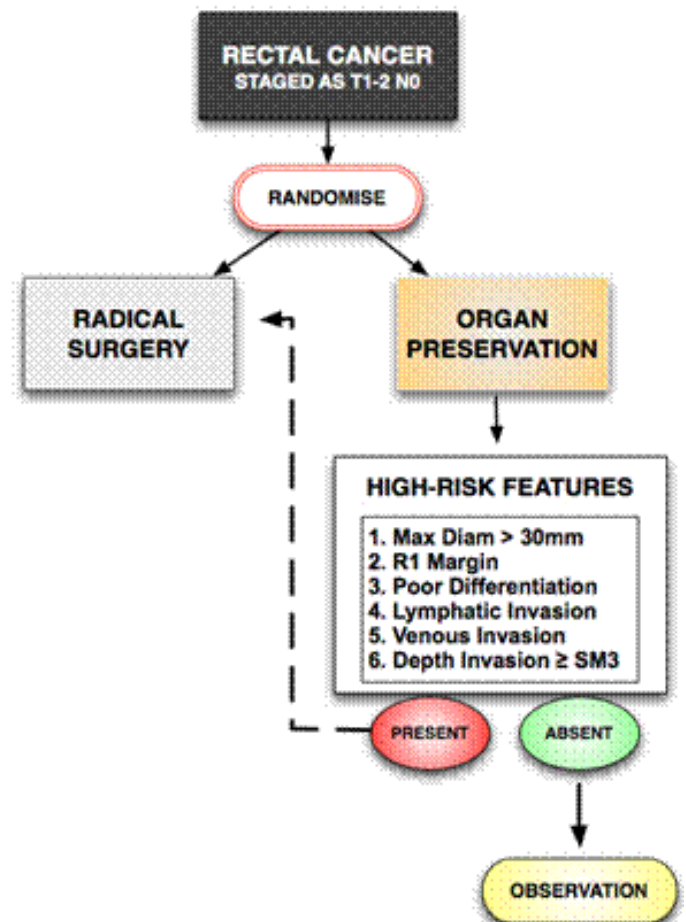 RECTAL CANCER
STAGED AS T1-2 N0
RANDOMISE
RADICAL
SURGERY
ORGAN
PRESERVATION
HIGH-RISK FEATURES
1. Max Diam > 30mm
2. R1 Margin
3. Poor Differentiation
4. Lymphatic Invasion
5. Venous Invasion
6. Depth Invasion ≥ SM3
PRESENT
ABSENT
OBSERVATION